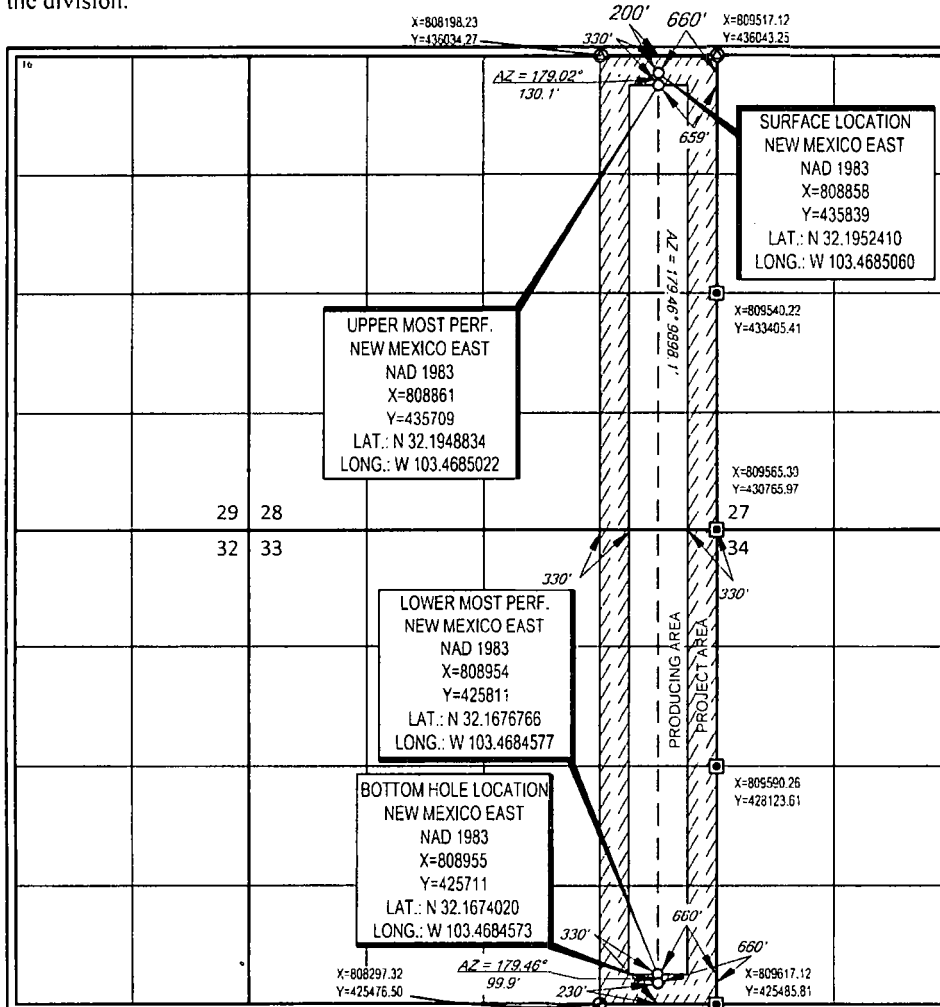 the division.
X=808198.23
Y=436034.27
200'
330'
660'
X=809517.12
Y=436043.25
16
AZ = 179.02°
130.1'
659'
SURFACE LOCATION
NEW MEXICO EAST
NAD 1983
X=808858
Y=435839
LAT.: N 32.1952410
LONG.: W 103.4685060
AZ = 179.46° 9898.1'
X=809540.22
Y=433405.41
UPPER MOST PERF.
NEW MEXICO EAST
NAD 1983
X=808861
Y=435709
LAT.: N 32.1948834
LONG.: W 103.4685022
X=809565.30
Y=430765.97
29 28
27
32 33
34
330'
330'
LOWER MOST PERF.
NEW MEXICO EAST
NAD 1983
X=808954
Y=425811
LAT.: N 32.1676766
LONG.: W 103.4684577
PRODUCING AREA
PROJECT AREA
X=809590.26
Y=428123.61
BOTTOM HOLE LOCATION
NEW MEXICO EAST
NAD 1983
X=808955
Y=425711
LAT.: N 32.1674020
LONG.: W 103.4684573
330'
660'
660'
X=808297.32
Y=425476.50
AZ = 179.46°
99.9'
230'
X=809617.12
Y=425485.81